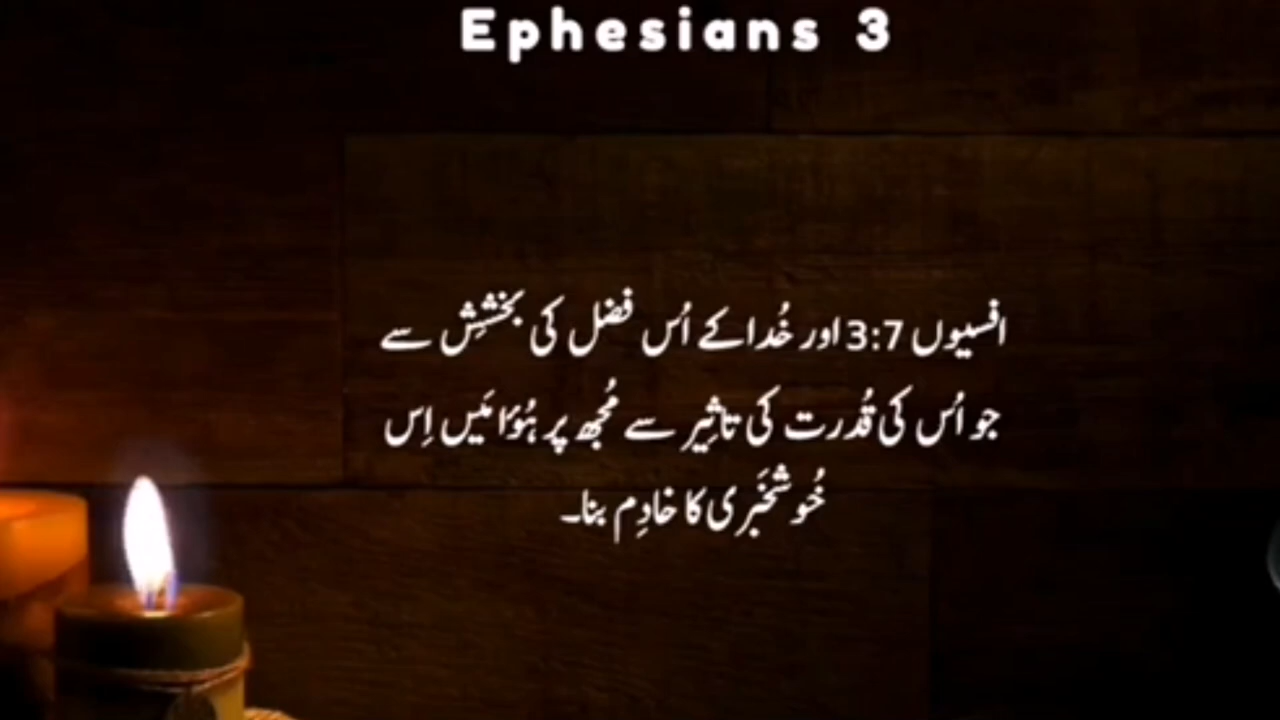 Ephesians 3
افسیوں 3:7 اور خُدا کے اُس فضل کی بخشِش سے
جو اُس کی قُدرت کی تاثِیر سے مُجھ پر ہُؤا مَیں اِس
خُوشخَبری کا خادِم بنا۔